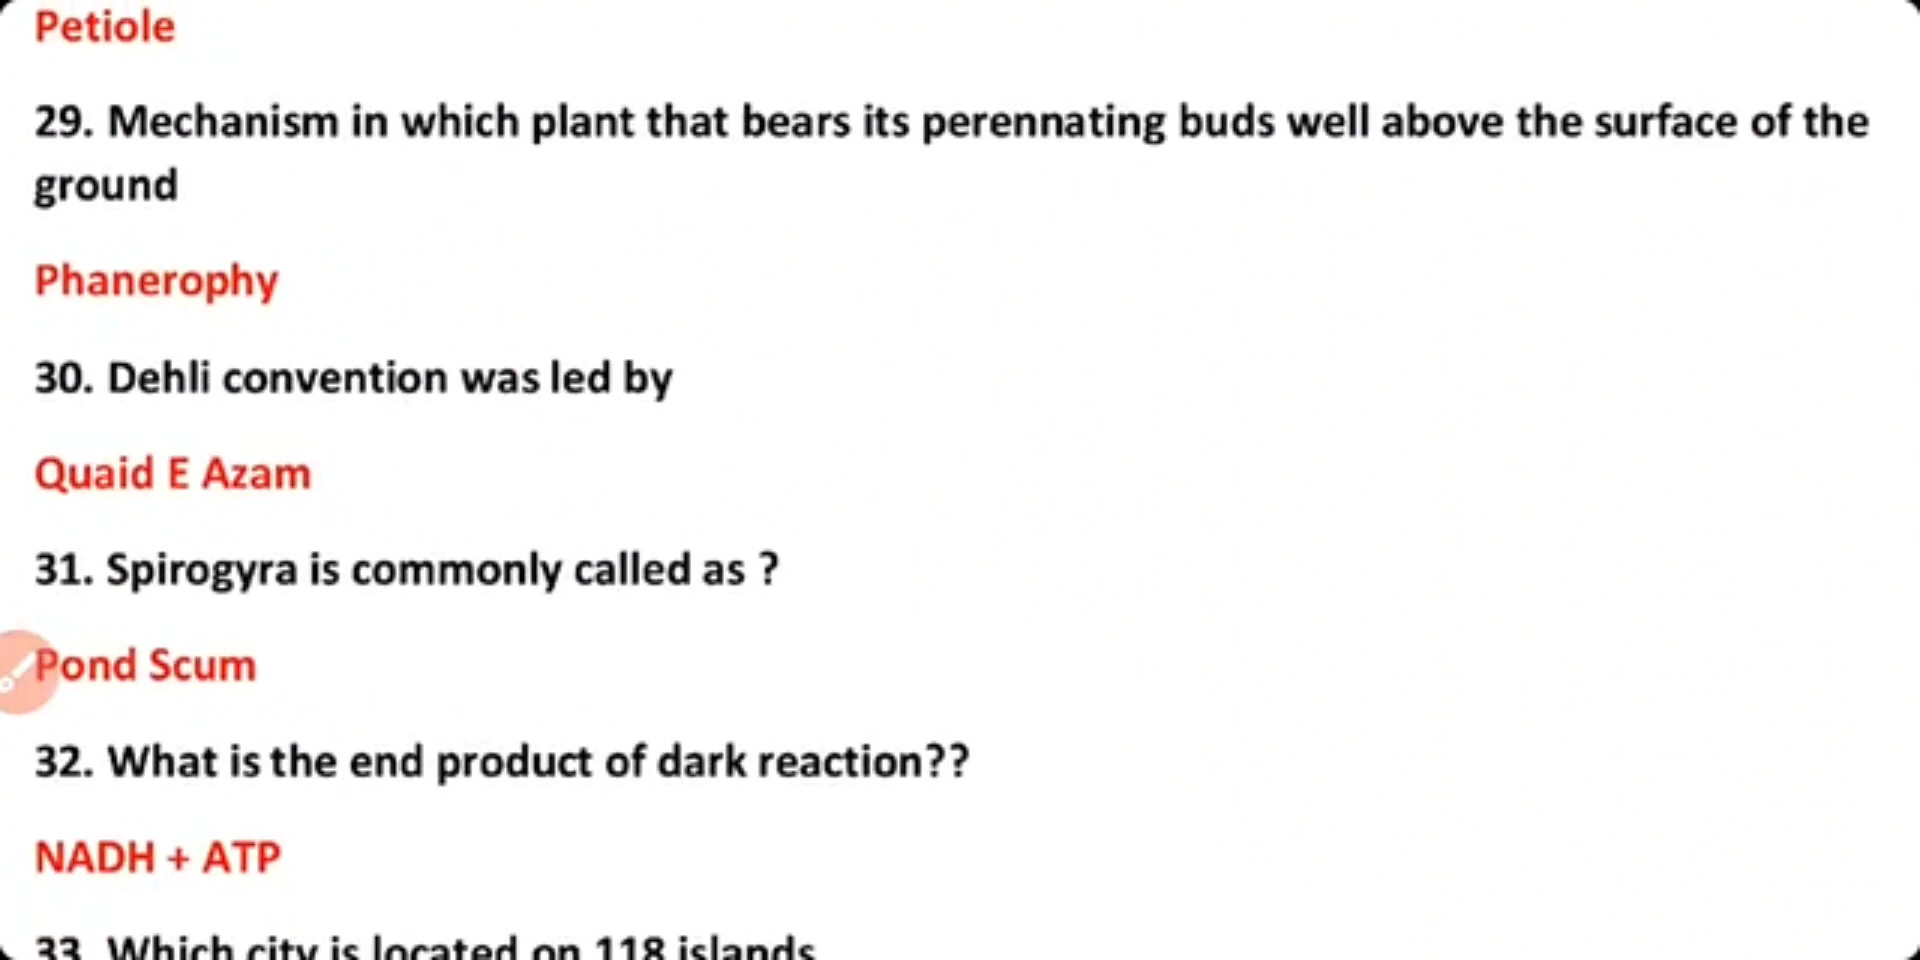 Petiole
29. Mechanism in which plant that bears its perennating buds well above the surface of the
ground
Phanerophy
30. Dehli convention was led by
Quaid E Azam
31. Spirogyra is commonly called as ?
Pond Scum
32. What is the end product of dark reaction??
NADH + ATP
33. Which city is located on 118 islands